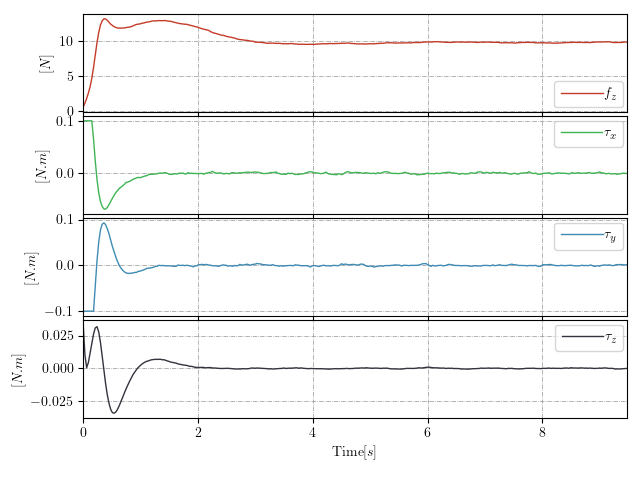 10
5
0
[N]
f_z
0.1
0.0
[N.m]
τ_x
0.1
0.0
−0.1
[N.m]
τ_y
0.025
0.000
−0.025
[N.m]
τ_z
0 2 4 6 8
Time[s]